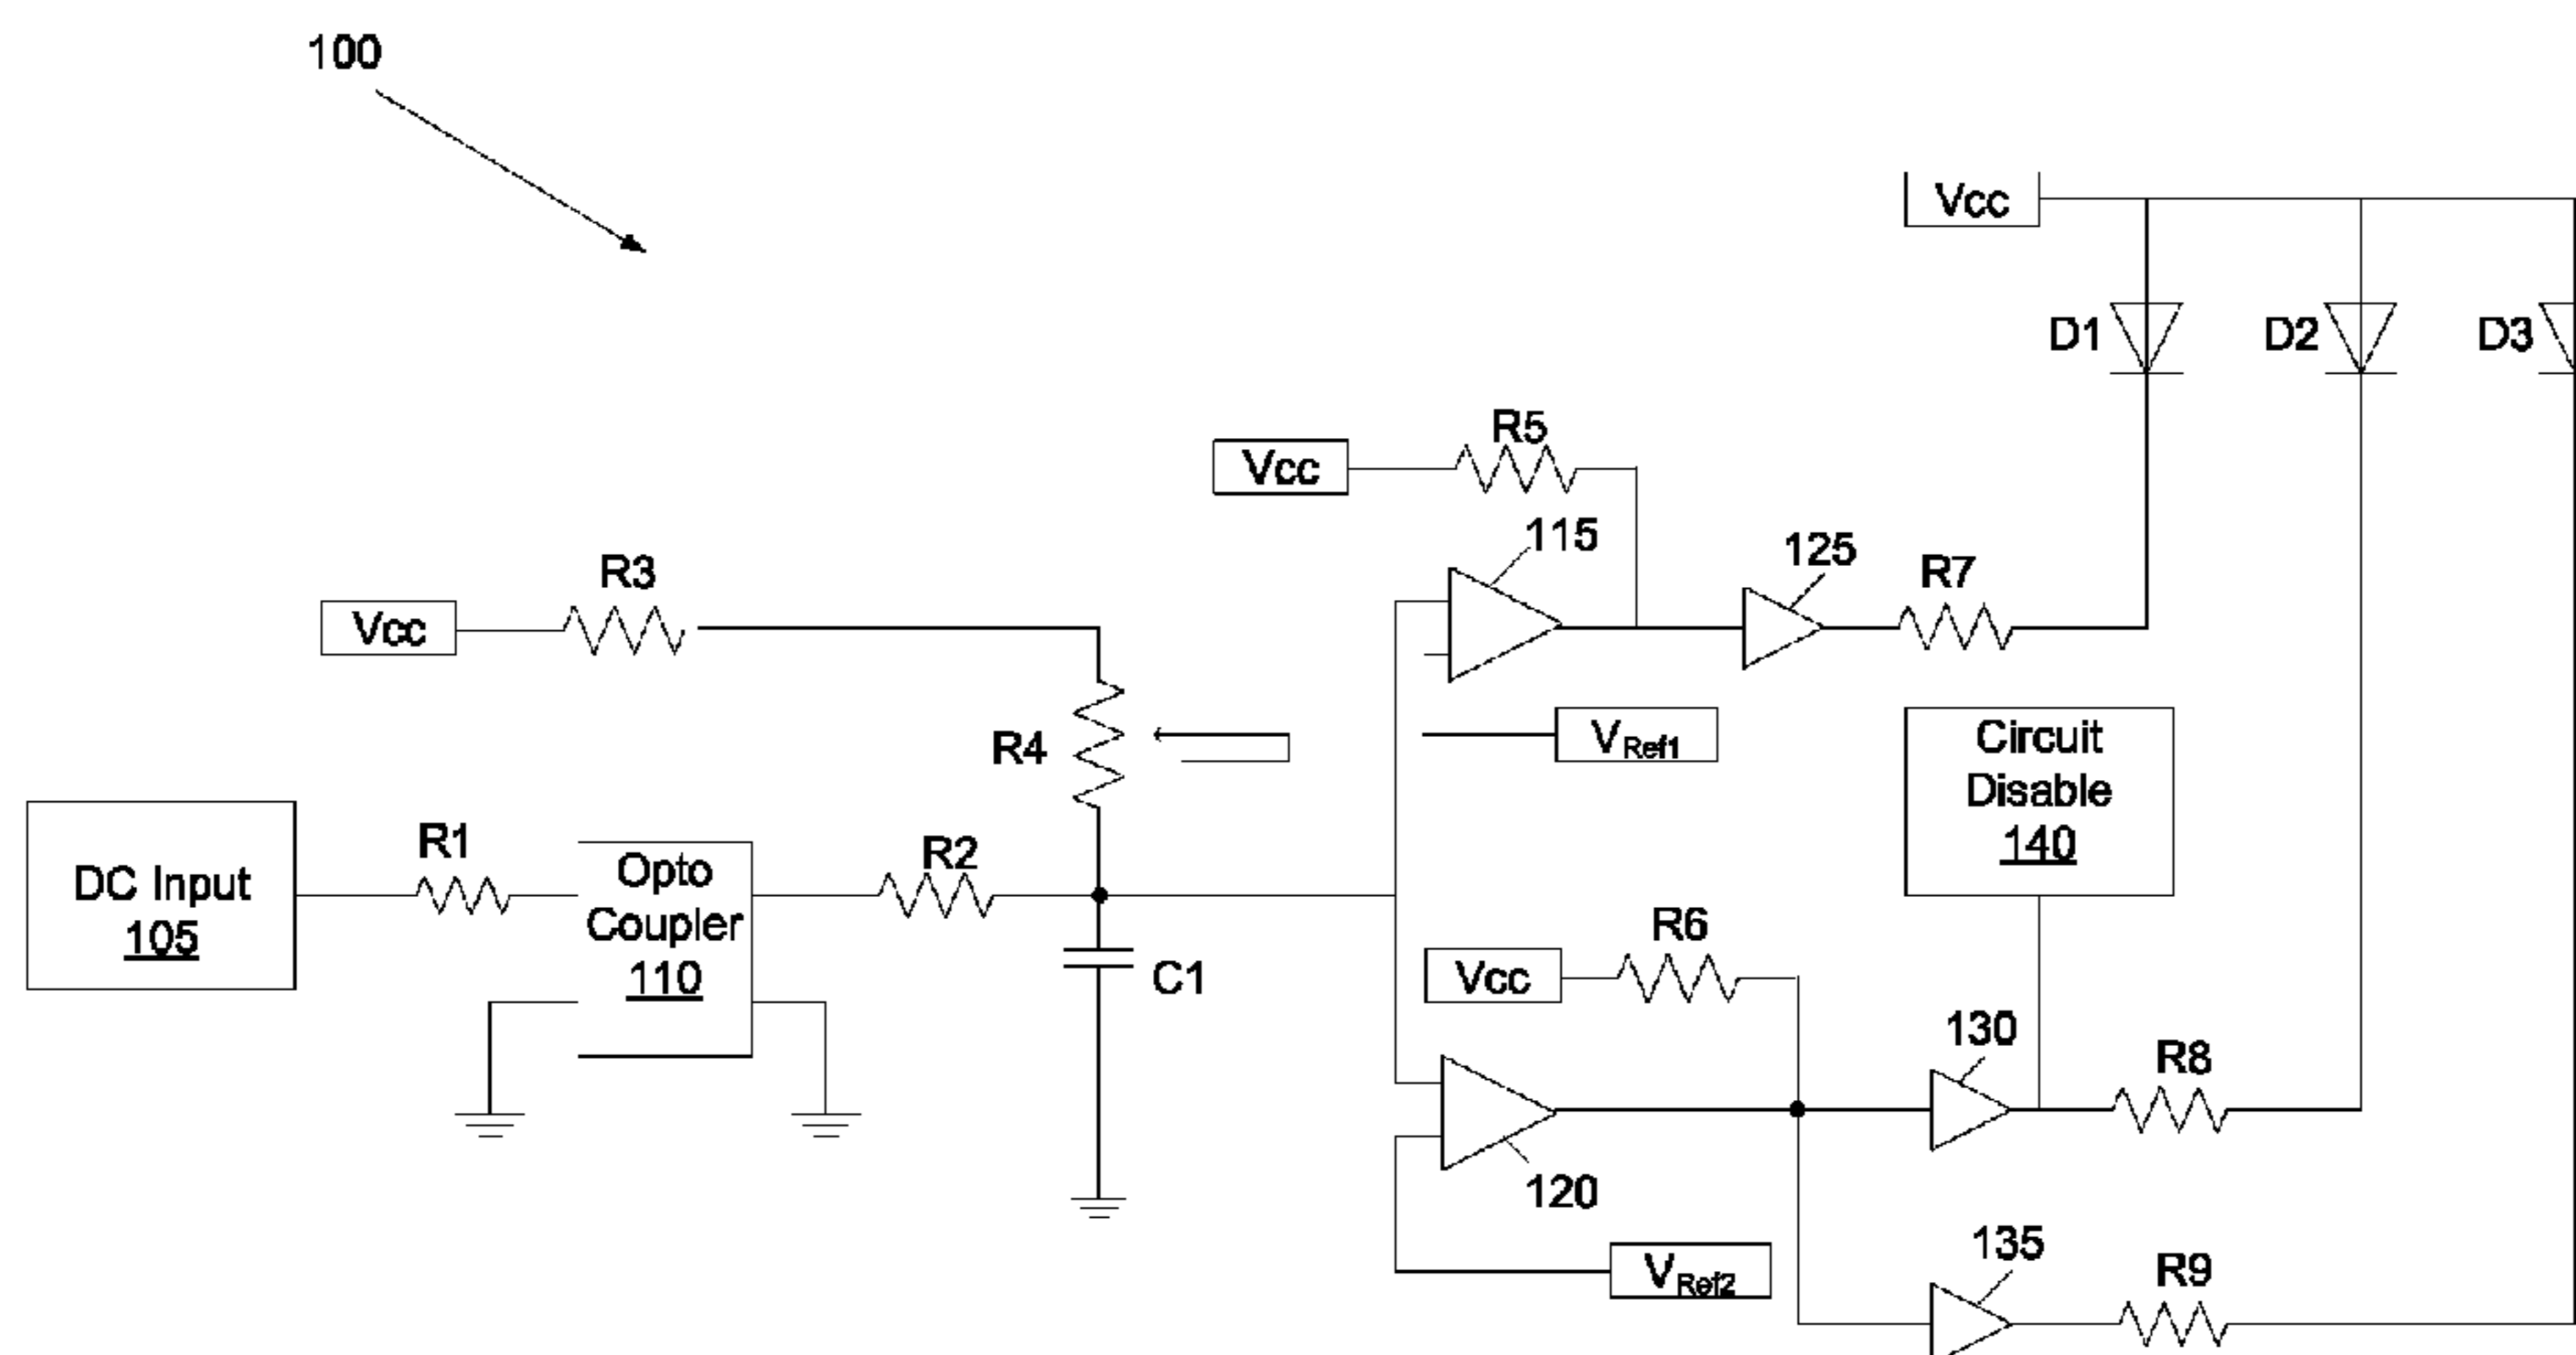 100
Vcc
D1
D2
D3
R5
Vcc
115
125
R7
R3
Vcc
R4
VRef1
Circuit
Disable
140
DC Input
105
R1
Opto
Coupler
110
R2
C1
R6
Vcc
130
R8
120
135
R9
VRef2